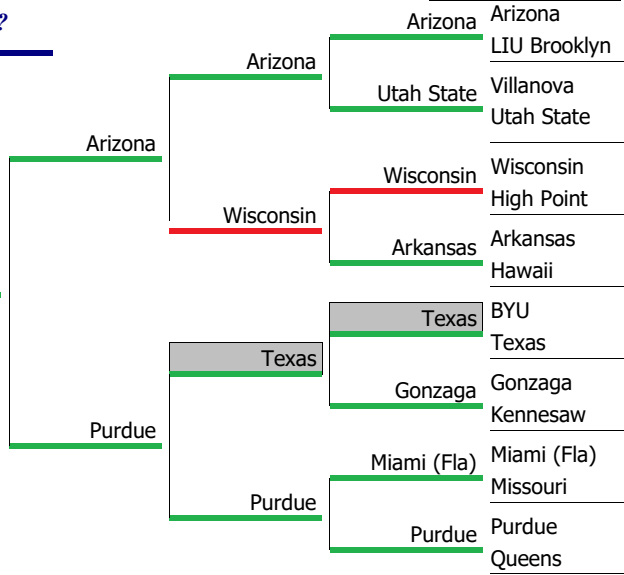 ?
Arizona
Arizona
LIU Brooklyn
Arizona
Utah State
Villanova
Utah State
Arizona
Wisconsin
Wisconsin
High Point
Wisconsin
Arkansas
Arkansas
Hawaii
Texas
BYU
Texas
Texas
Gonzaga
Gonzaga
Kennesaw
Purdue
Miami (Fla)
Miami (Fla)
Missouri
Purdue
Purdue
Purdue
Queens